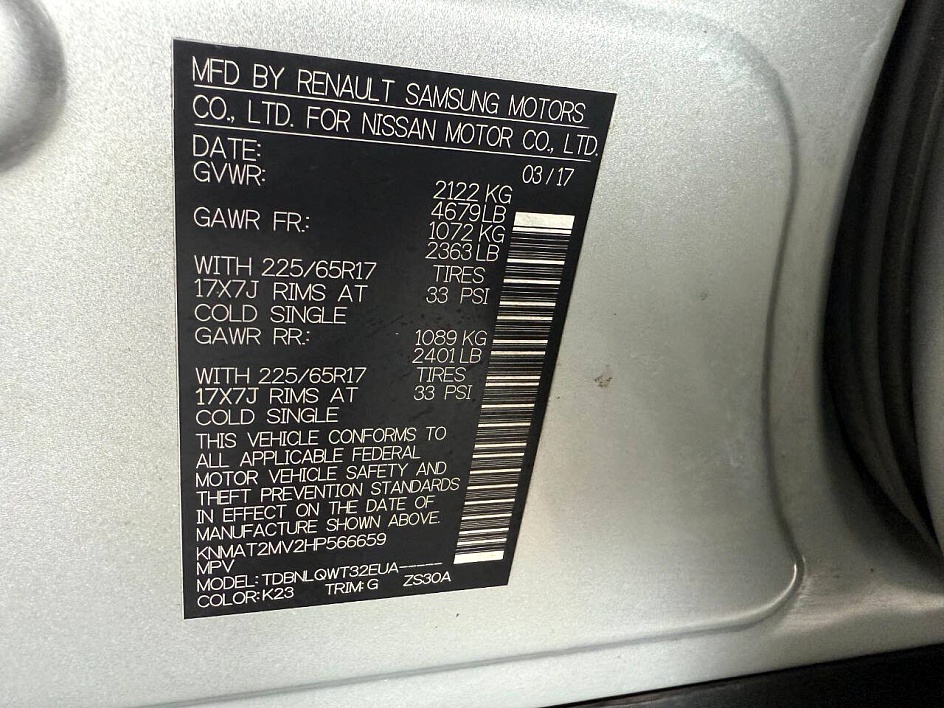 MFD BY RENAULT SAMSUNG MOTORS
CO., LTD. FOR NISSAN MOTOR CO., LTD.
DATE: 03/17
GVWR: 2122 KG
4679LB
GAWR FR.: 1072 KG
2363 LB
WITH 225/65R17 TIRES
17X7J RIMS AT 33 PSI
COLD SINGLE
GAWR RR.: 1089 KG
2401LB
WITH 225/65R17 TIRES
17X7J RIMS AT 33 PSI
COLD SINGLE
THIS VEHICLE CONFORMS TO
ALL APPLICABLE FEDERAL
MOTOR VEHICLE SAFETY AND
THEFT PREVENTION STANDARDS
IN EFFECT ON THE DATE OF
MANUFACTURE SHOWN ABOVE.
KNMAT2MV2HP566659
MPV
MODEL: TDBNLQWT32EUA-----
COLOR: K23 TRIM: G ZS30A